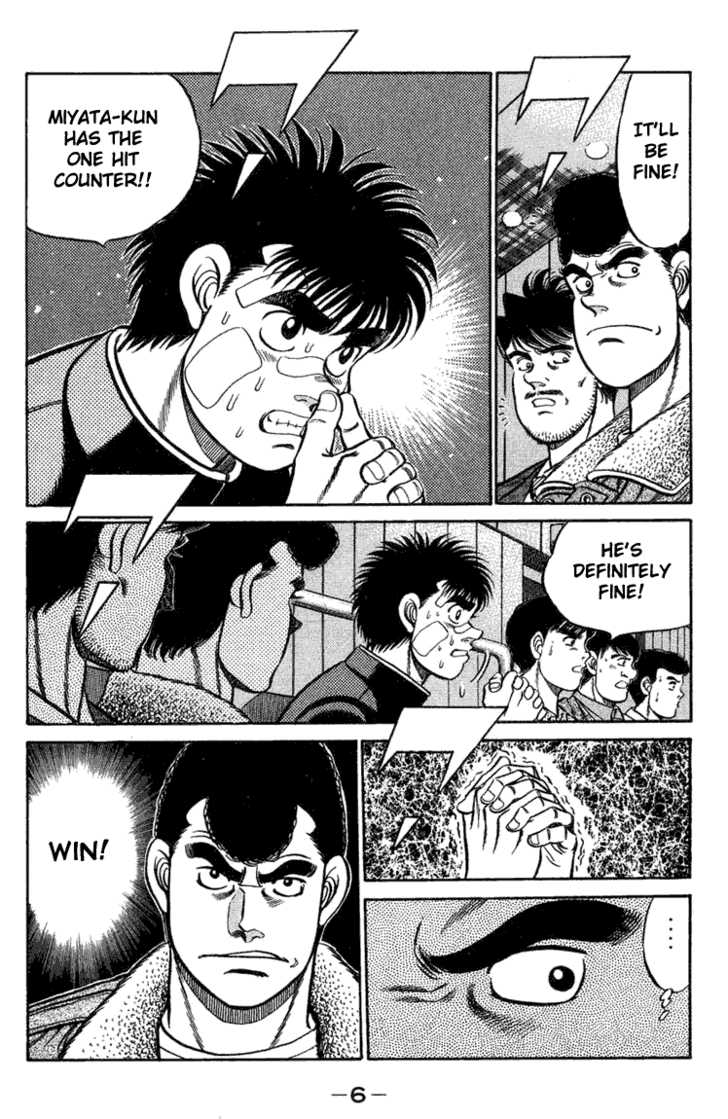 IT'LL
BE
FINE!
MIYATA-KUN
HAS THE
ONE HIT
COUNTER!!
HE'S
DEFINITELY
FINE!
....
WIN!
-6-